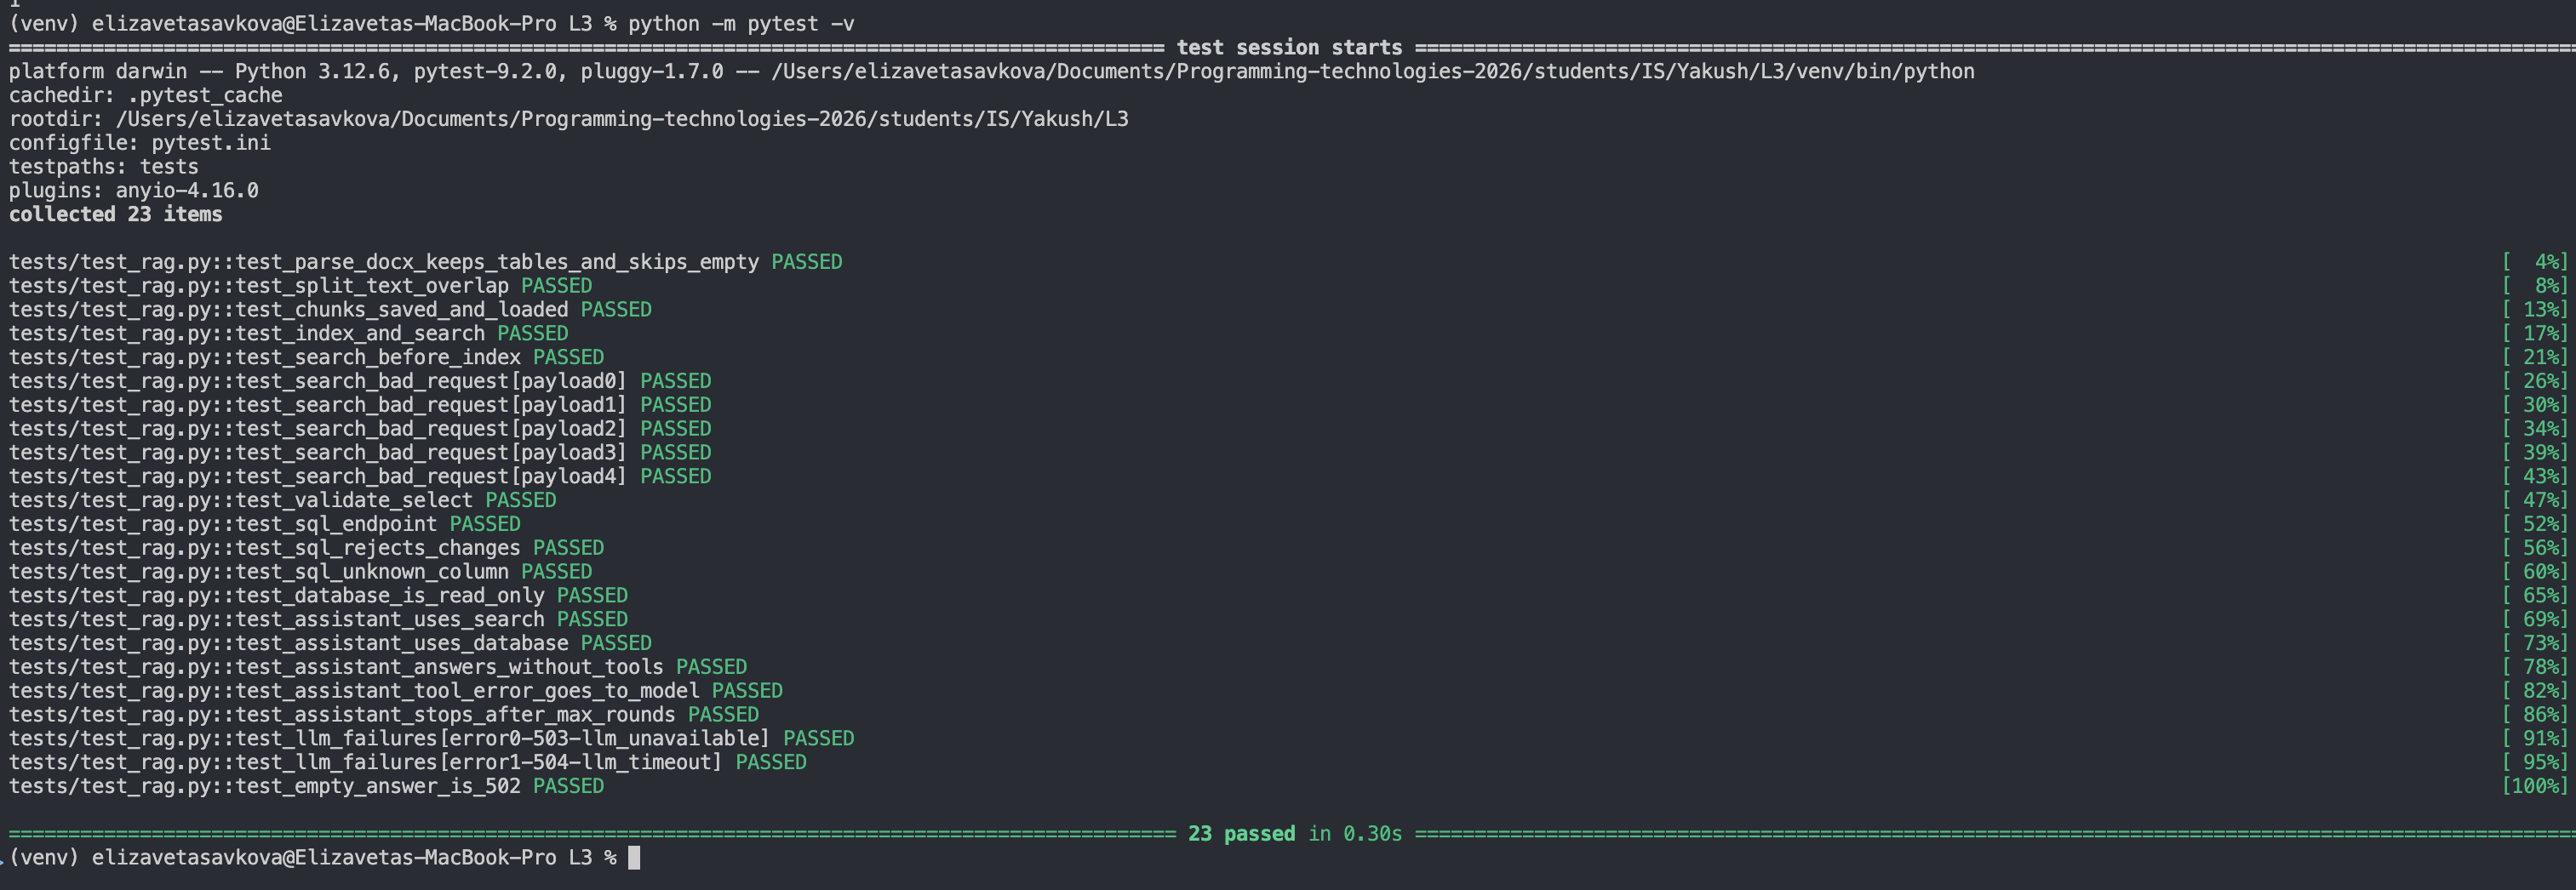 (venv) elizavetasavkova@Elizavetas-MacBook-Pro L3 % python -m pytest -v
============================== test session starts ==============================
platform darwin -- Python 3.12.6, pytest-9.2.0, pluggy-1.7.0 -- /Users/elizavetasavkova/Documents/Programming-technologies-2026/students/IS/Yakush/L3/venv/bin/python
cachedir: .pytest_cache
rootdir: /Users/elizavetasavkova/Documents/Programming-technologies-2026/students/IS/Yakush/L3
configfile: pytest.ini
testpaths: tests
plugins: anyio-4.16.0
collected 23 items
tests/test_rag.py::test_parse_docx_keeps_tables_and_skips_empty PASSED [  4%]
tests/test_rag.py::test_split_text_overlap PASSED [  8%]
tests/test_rag.py::test_chunks_saved_and_loaded PASSED [ 13%]
tests/test_rag.py::test_index_and_search PASSED [ 17%]
tests/test_rag.py::test_search_before_index PASSED [ 21%]
tests/test_rag.py::test_search_bad_request[payload0] PASSED [ 26%]
tests/test_rag.py::test_search_bad_request[payload1] PASSED [ 30%]
tests/test_rag.py::test_search_bad_request[payload2] PASSED [ 34%]
tests/test_rag.py::test_search_bad_request[payload3] PASSED [ 39%]
tests/test_rag.py::test_search_bad_request[payload4] PASSED [ 43%]
tests/test_rag.py::test_validate_select PASSED [ 47%]
tests/test_rag.py::test_sql_endpoint PASSED [ 52%]
tests/test_rag.py::test_sql_rejects_changes PASSED [ 56%]
tests/test_rag.py::test_sql_unknown_column PASSED [ 60%]
tests/test_rag.py::test_database_is_read_only PASSED [ 65%]
tests/test_rag.py::test_assistant_uses_search PASSED [ 69%]
tests/test_rag.py::test_assistant_uses_database PASSED [ 73%]
tests/test_rag.py::test_assistant_answers_without_tools PASSED [ 78%]
tests/test_rag.py::test_assistant_tool_error_goes_to_model PASSED [ 82%]
tests/test_rag.py::test_assistant_stops_after_max_rounds PASSED [ 86%]
tests/test_rag.py::test_llm_failures[error0-503-llm_unavailable] PASSED [ 91%]
tests/test_rag.py::test_llm_failures[error1-504-llm_timeout] PASSED [ 95%]
tests/test_rag.py::test_empty_answer_is_502 PASSED [100%]
============================== 23 passed in 0.30s ==============================
(venv) elizavetasavkova@Elizavetas-MacBook-Pro L3 %